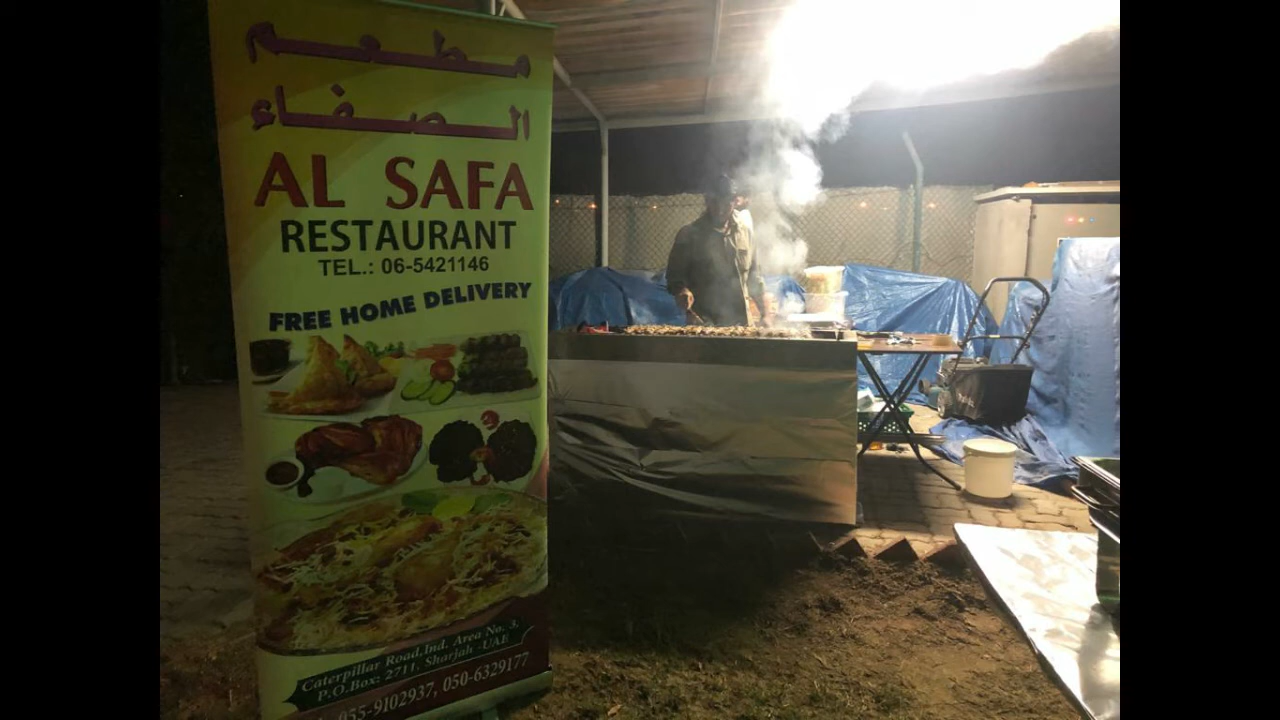 مطعم
الصفاء
AL SAFA
RESTAURANT
TEL.: 06-5421146
FREE HOME DELIVERY
Caterpillar Road,Ind. Area No. 3,
P.O.Box: 2711, Sharjah -UAE
055-9102937, 050-6329177